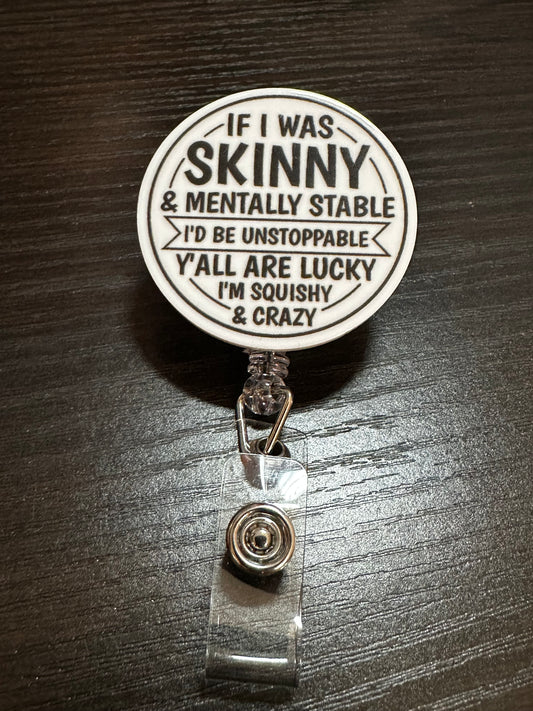 IF I WAS
SKINNY
& MENTALLY STABLE
I'D BE UNSTOPPABLE
Y'ALL ARE LUCKY
I'M SQUISHY
& CRAZY